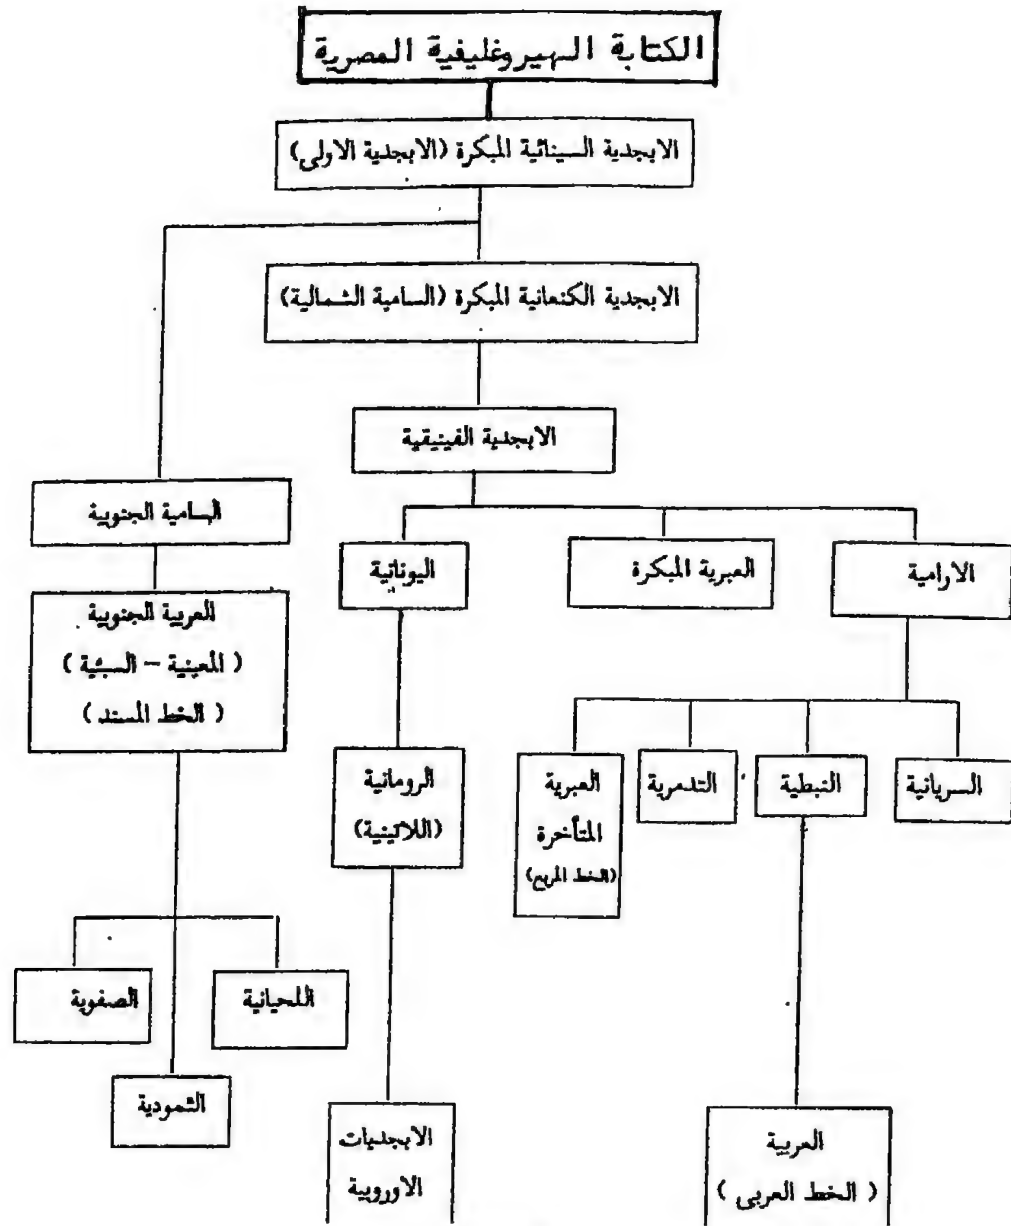 الكتابة الهيروغليفية المصرية
الابجدية السينائية المبكرة (الابجدية الاولى)
الابجدية الكنعانية المبكرة (السامية الشمالية)
الابجدية الفينيقية
السامية الجنوبية
اليونانية
العبرية المبكرة
الارامية
العربية الجنوبية
( المعينية – السبئية )
( الخط المسند )
الرومانية
(اللاتينية)
العبرية
المتأخرة
(الخط المربع)
التدمرية
النبطية
السريانية
الصفوية
اللحيانية
الثمودية
الابجديات
الاوروبية
العربية
( الخط العربى )